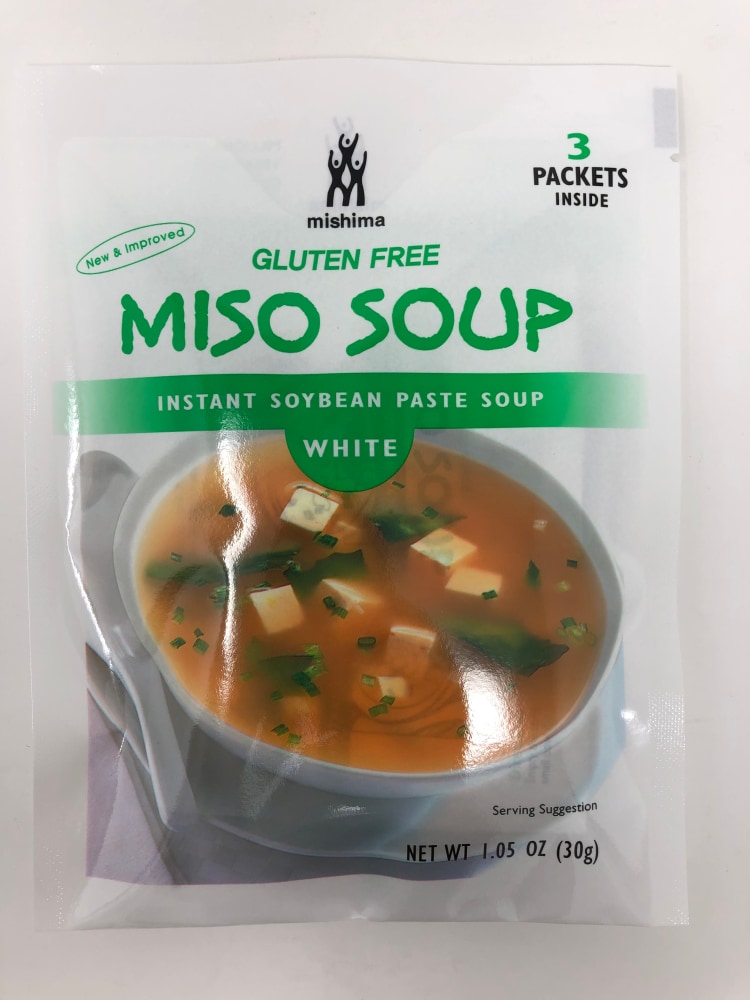 3
PACKETS
INSIDE
mishima
New & Improved
GLUTEN FREE
MISO SOUP
INSTANT SOYBEAN PASTE SOUP
WHITE
Serving Suggestion
NET WT 1.05 OZ (30g)